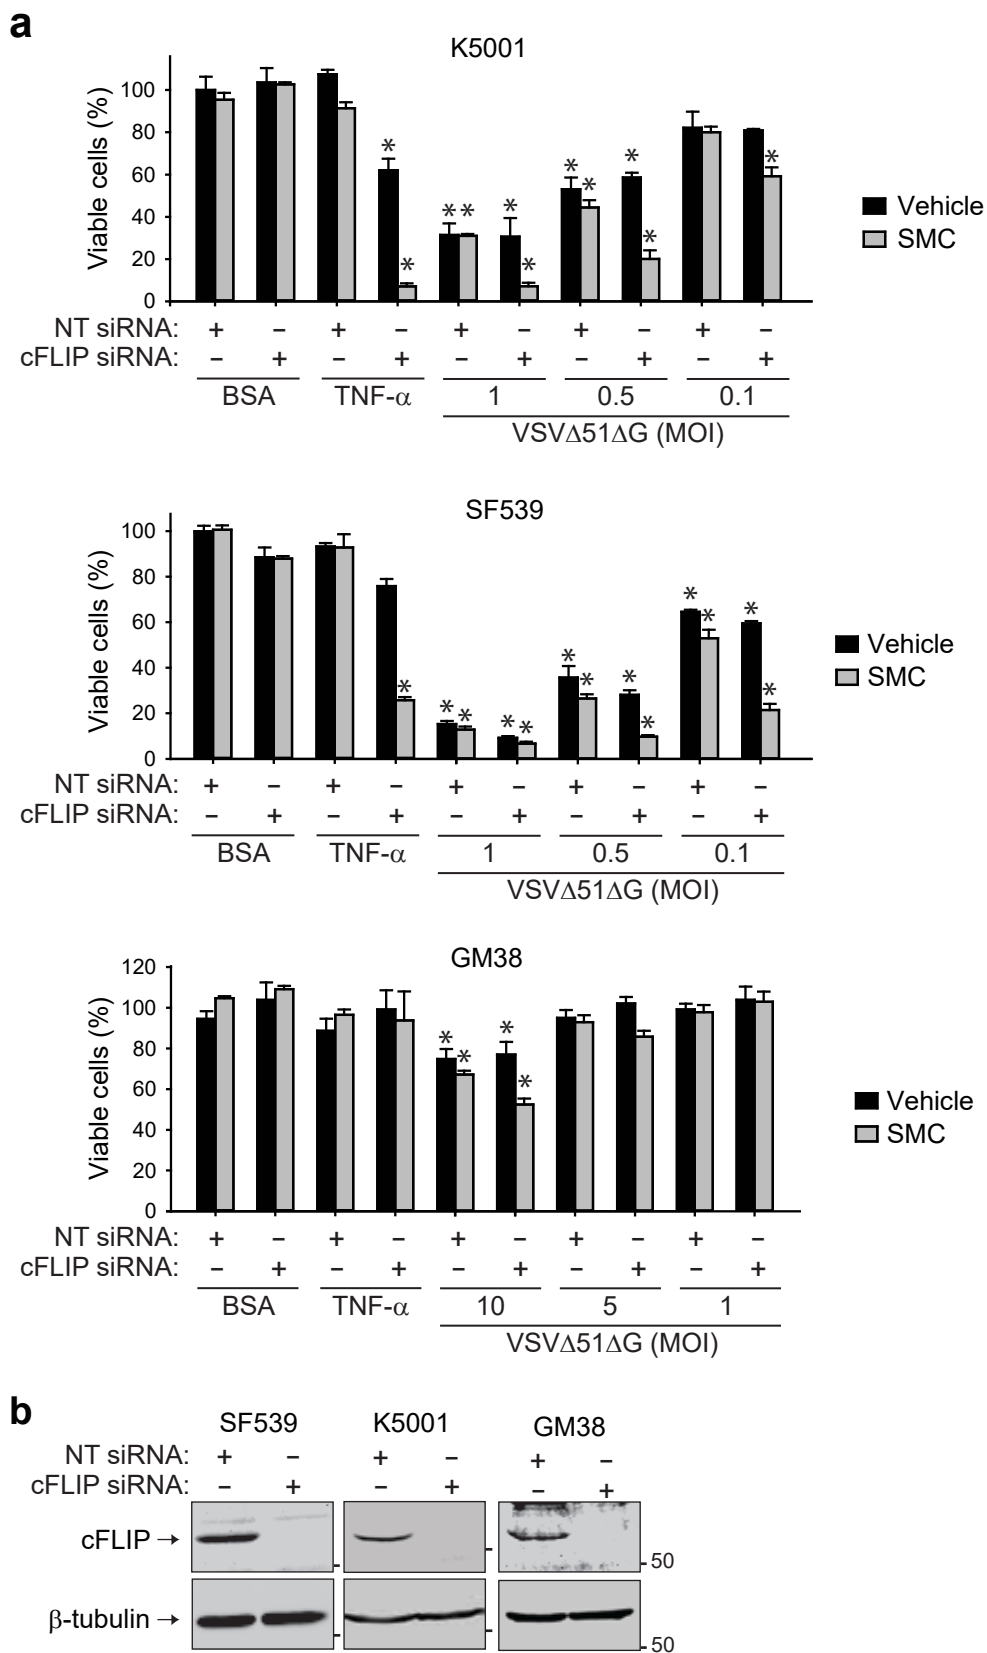 a
K5001
Viable cells (%)
100
80
60
40
20
0
* * * * * * * * * * *
Vehicle
SMC
NT siRNA: + − + − + − + − + −
cFLIP siRNA: − + − + − + − + − +
BSA TNF-α 1 0.5 0.1
VSVΔ51ΔG (MOI)
SF539
Viable cells (%)
100
80
60
40
20
0
* * * * * * * * * * * * *
Vehicle
SMC
NT siRNA: + − + − + − + − + −
cFLIP siRNA: − + − + − + − + − +
BSA TNF-α 1 0.5 0.1
VSVΔ51ΔG (MOI)
GM38
Viable cells (%)
120
100
80
60
40
20
0
* * * *
Vehicle
SMC
NT siRNA: + − + − + − + − + −
cFLIP siRNA: − + − + − + − + − +
BSA TNF-α 10 5 1
VSVΔ51ΔG (MOI)
b
SF539 K5001 GM38
NT siRNA: + − + − + −
cFLIP siRNA: − + − + − +
cFLIP →
50
β-tubulin →
50